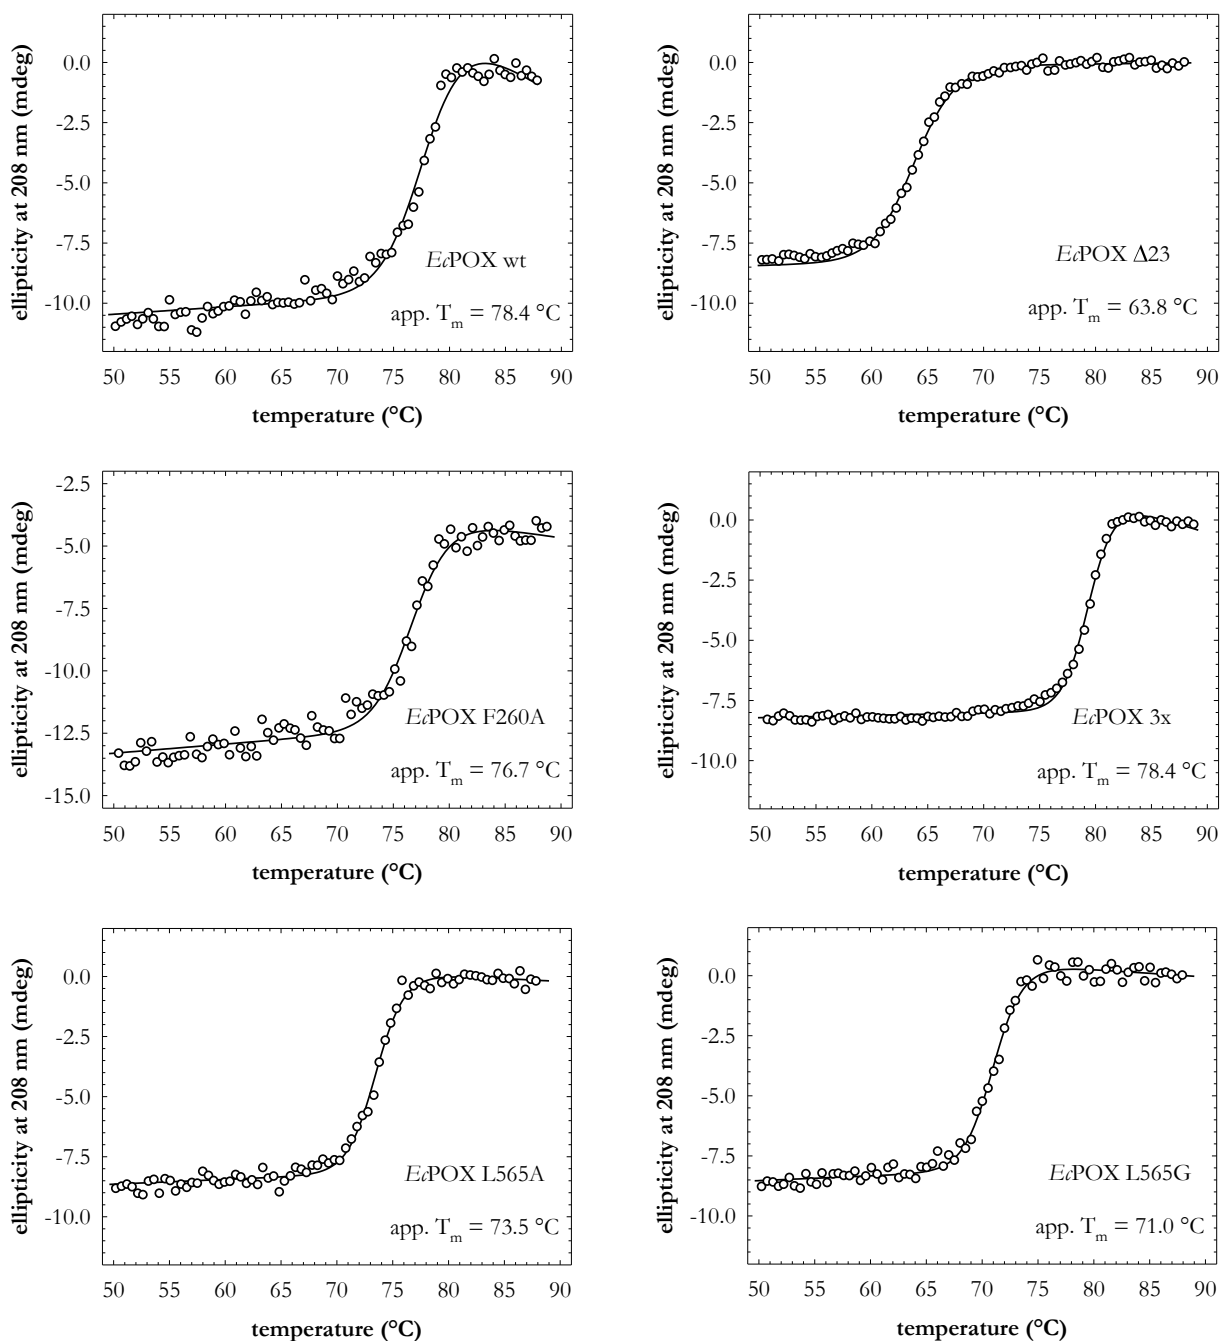 0.0
-2.5
-5.0
-7.5
-10.0
ellipticity at 208 nm (mdeg)
EcPOX wt
app. Tm = 78.4 °C
50 55 60 65 70 75 80 85 90
temperature (°C)
0.0
-2.5
-5.0
-7.5
-10.0
ellipticity at 208 nm (mdeg)
EcPOX Δ23
app. Tm = 63.8 °C
50 55 60 65 70 75 80 85 90
temperature (°C)
-2.5
-5.0
-7.5
-10.0
-12.5
-15.0
ellipticity at 208 nm (mdeg)
EcPOX F260A
app. Tm = 76.7 °C
50 55 60 65 70 75 80 85 90
temperature (°C)
0.0
-2.5
-5.0
-7.5
-10.0
ellipticity at 208 nm (mdeg)
EcPOX 3x
app. Tm = 78.4 °C
50 55 60 65 70 75 80 85 90
temperature (°C)
0.0
-2.5
-5.0
-7.5
-10.0
ellipticity at 208 nm (mdeg)
EcPOX L565A
app. Tm = 73.5 °C
50 55 60 65 70 75 80 85 90
temperature (°C)
0.0
-2.5
-5.0
-7.5
-10.0
ellipticity at 208 nm (mdeg)
EcPOX L565G
app. Tm = 71.0 °C
50 55 60 65 70 75 80 85 90
temperature (°C)